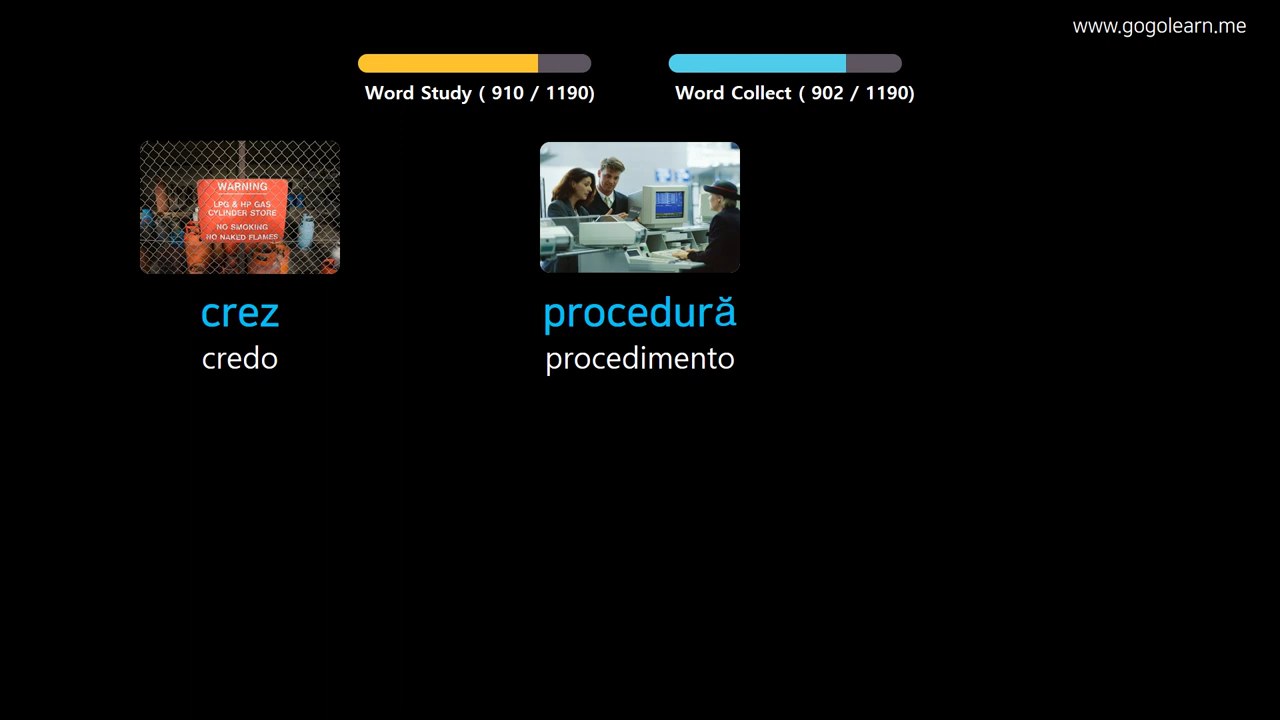 www.gogolearn.me
Word Study ( 910 / 1190)
Word Collect ( 902 / 1190)
WARNING
LPG & HP GAS
CYLINDER STORE
NO SMOKING
NO NAKED FLAMES
crez
credo
procedură
procedimento